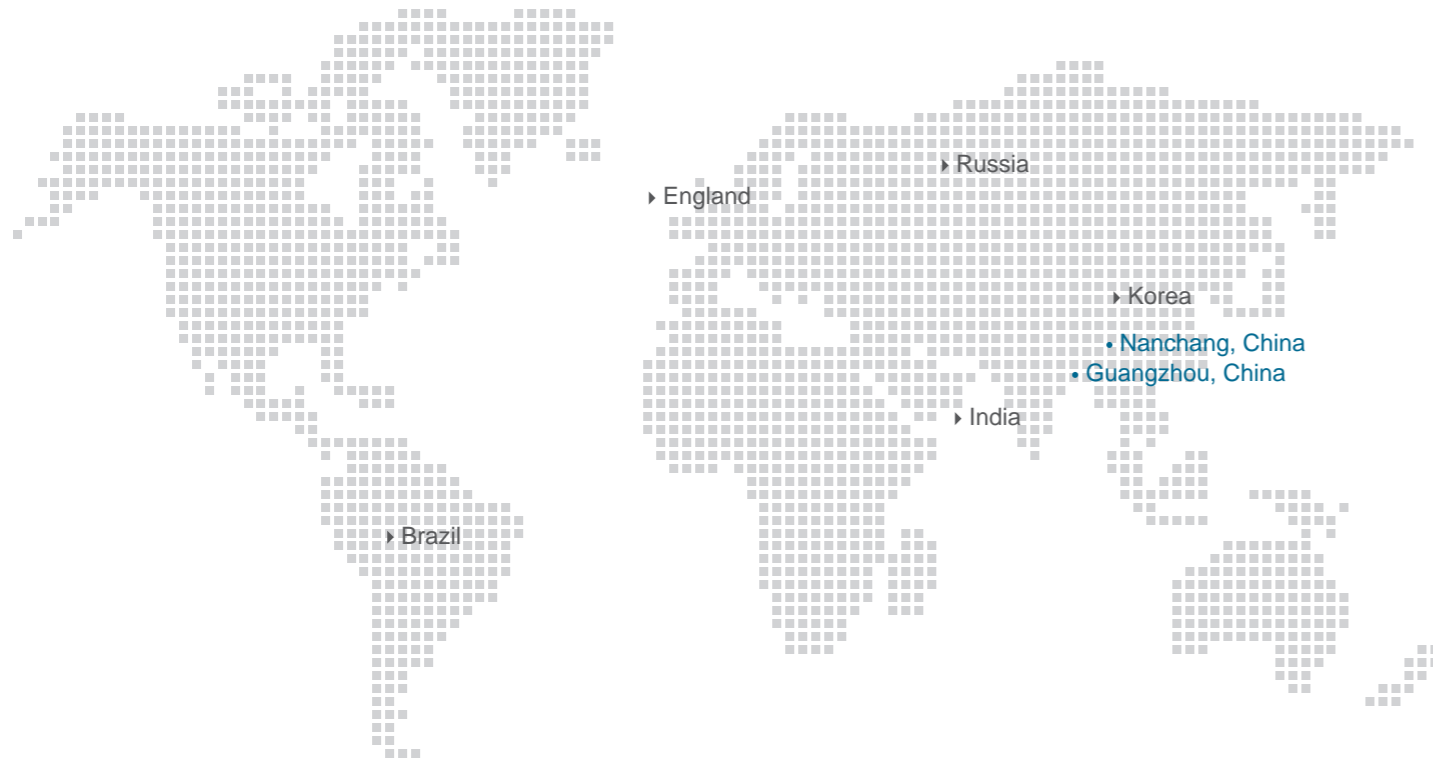 Russia
England
Korea
Nanchang, China
Guangzhou, China
India
Brazil